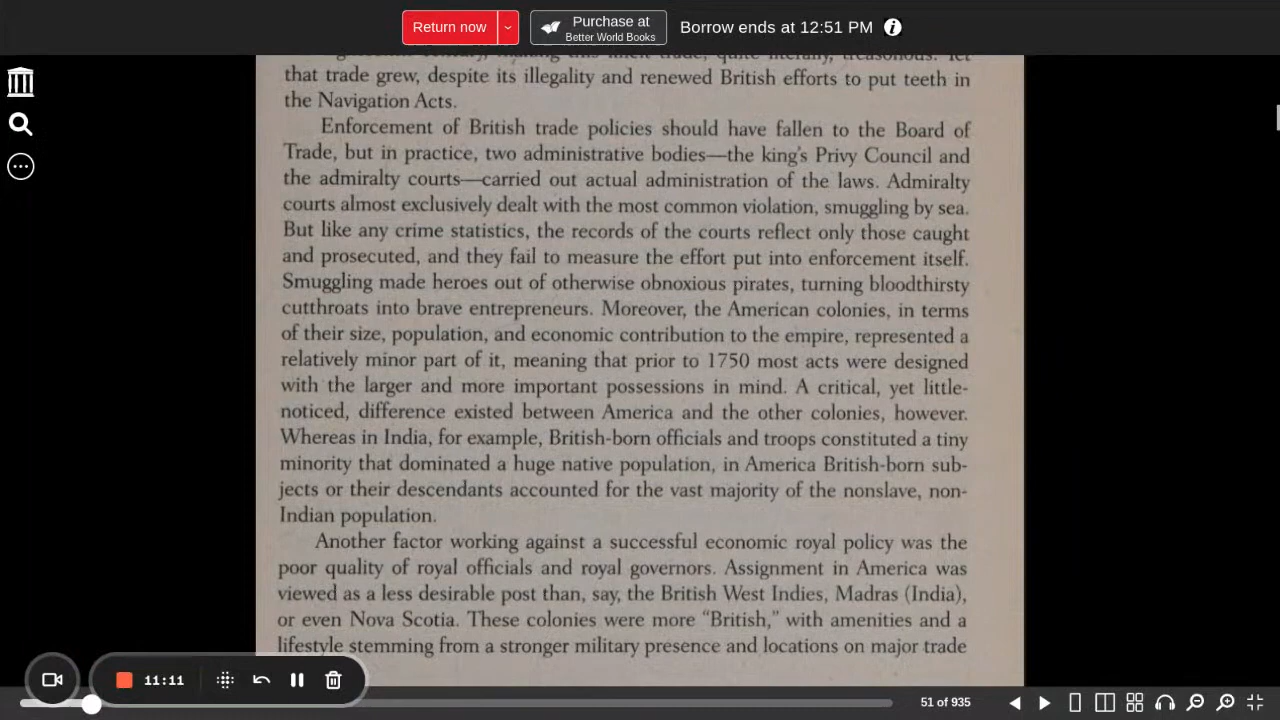 Return now
Purchase at
Better World Books
Borrow ends at 12:51 PM
that trade grew, despite its illegality and renewed British efforts to put teeth in
the Navigation Acts.
Enforcement of British trade policies should have fallen to the Board of
Trade, but in practice, two administrative bodies—the king's Privy Council and
the admiralty courts—carried out actual administration of the laws. Admiralty
courts almost exclusively dealt with the most common violation, smuggling by sea.
But like any crime statistics, the records of the courts reflect only those caught
and prosecuted, and they fail to measure the effort put into enforcement itself.
Smuggling made heroes out of otherwise obnoxious pirates, turning bloodthirsty
cutthroats into brave entrepreneurs. Moreover, the American colonies, in terms
of their size, population, and economic contribution to the empire, represented a
relatively minor part of it, meaning that prior to 1750 most acts were designed
with the larger and more important possessions in mind. A critical, yet little-
noticed, difference existed between America and the other colonies, however.
Whereas in India, for example, British-born officials and troops constituted a tiny
minority that dominated a huge native population, in America British-born sub-
jects or their descendants accounted for the vast majority of the nonslave, non-
Indian population.
Another factor working against a successful economic royal policy was the
poor quality of royal officials and royal governors. Assignment in America was
viewed as a less desirable post than, say, the British West Indies, Madras (India),
or even Nova Scotia. These colonies were more “British,” with amenities and a
lifestyle stemming from a stronger military presence and locations on major trade
11:11
51 of 935